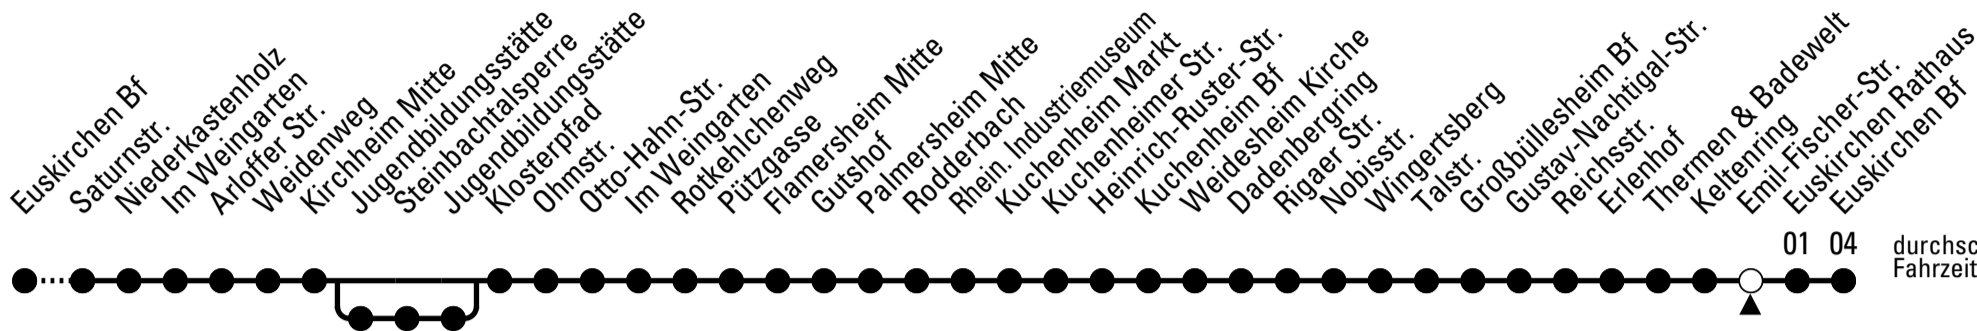 Euskirchen Bf
Saturnstr.
Niederkastenholz
Im Weingarten
Arloffer Str.
Weidenweg
Kirchheim Mitte
Jugendbildungsstätte
Steinbachtalsperre
Jugendbildungsstätte
Klosterpfad
Ohmstr.
Otto-Hahn-Str.
Im Weingarten
Rotkehlchenweg
Pützgasse
Flamersheim Mitte
Gutshof
Palmersheim Mitte
Rodderbach
Rhein. Industriemuseum
Kuchenheim Markt
Kuchenheimer Str.
Heinrich-Ruster-Str.
Kuchenheim Bf
Weidesheim Kirche
Dadenbergring
Rigaer Str.
Nobisstr.
Wingertsberg
Talstr.
Großbüllesheim Bf
Gustav-Nachtigal-Str.
Reichsstr.
Erlenhof
Thermen & Badewelt
Keltenring
Emil-Fischer-Str.
Euskirchen Rathaus
Euskirchen Bf
01 04
durchsc
Fahrzeit